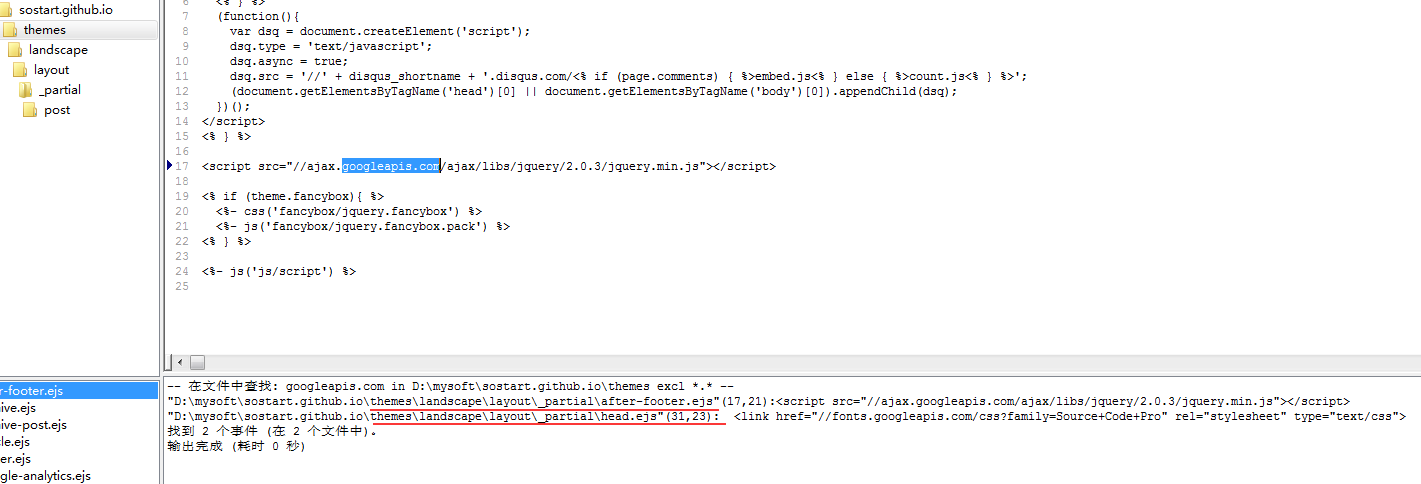 sostart.github.io
themes
landscape
layout
_partial
post
6 <% } %>
7 (function(){
8 var dsq = document.createElement('script');
9 dsq.type = 'text/javascript';
10 dsq.async = true;
11 dsq.src = '//' + disqus_shortname + '.disqus.com/<% if (page.comments) { %>embed.js<% } else { %>count.js<% } %>';
12 (document.getElementsByTagName('head')[0] || document.getElementsByTagName('body')[0]).appendChild(dsq);
13 })();
14 </script>
15 <% } %>
16
17 <script src="//ajax.googleapis.com/ajax/libs/jquery/2.0.3/jquery.min.js"></script>
18
19 <% if (theme.fancybox){ %>
20 <%- css('fancybox/jquery.fancybox') %>
21 <%- js('fancybox/jquery.fancybox.pack') %>
22 <% } %>
23
24 <%- js('js/script') %>
25
r-footer.ejs
ive.ejs
ive-post.ejs
cle.ejs
er.ejs
gle-analytics.ejs
-- 在文件中查找: googleapis.com in D:\mysoft\sostart.github.io\themes excl *.* --
"D:\mysoft\sostart.github.io\themes\landscape\layout\_partial\after-footer.ejs"(17,21):<script src="//ajax.googleapis.com/ajax/libs/jquery/2.0.3/jquery.min.js"></script>
"D:\mysoft\sostart.github.io\themes\landscape\layout\_partial\head.ejs"(31,23): <link href="//fonts.googleapis.com/css?family=Source+Code+Pro" rel="stylesheet" type="text/css">
找到 2 个事件 (在 2 个文件中)。
输出完成 (耗时 0 秒)